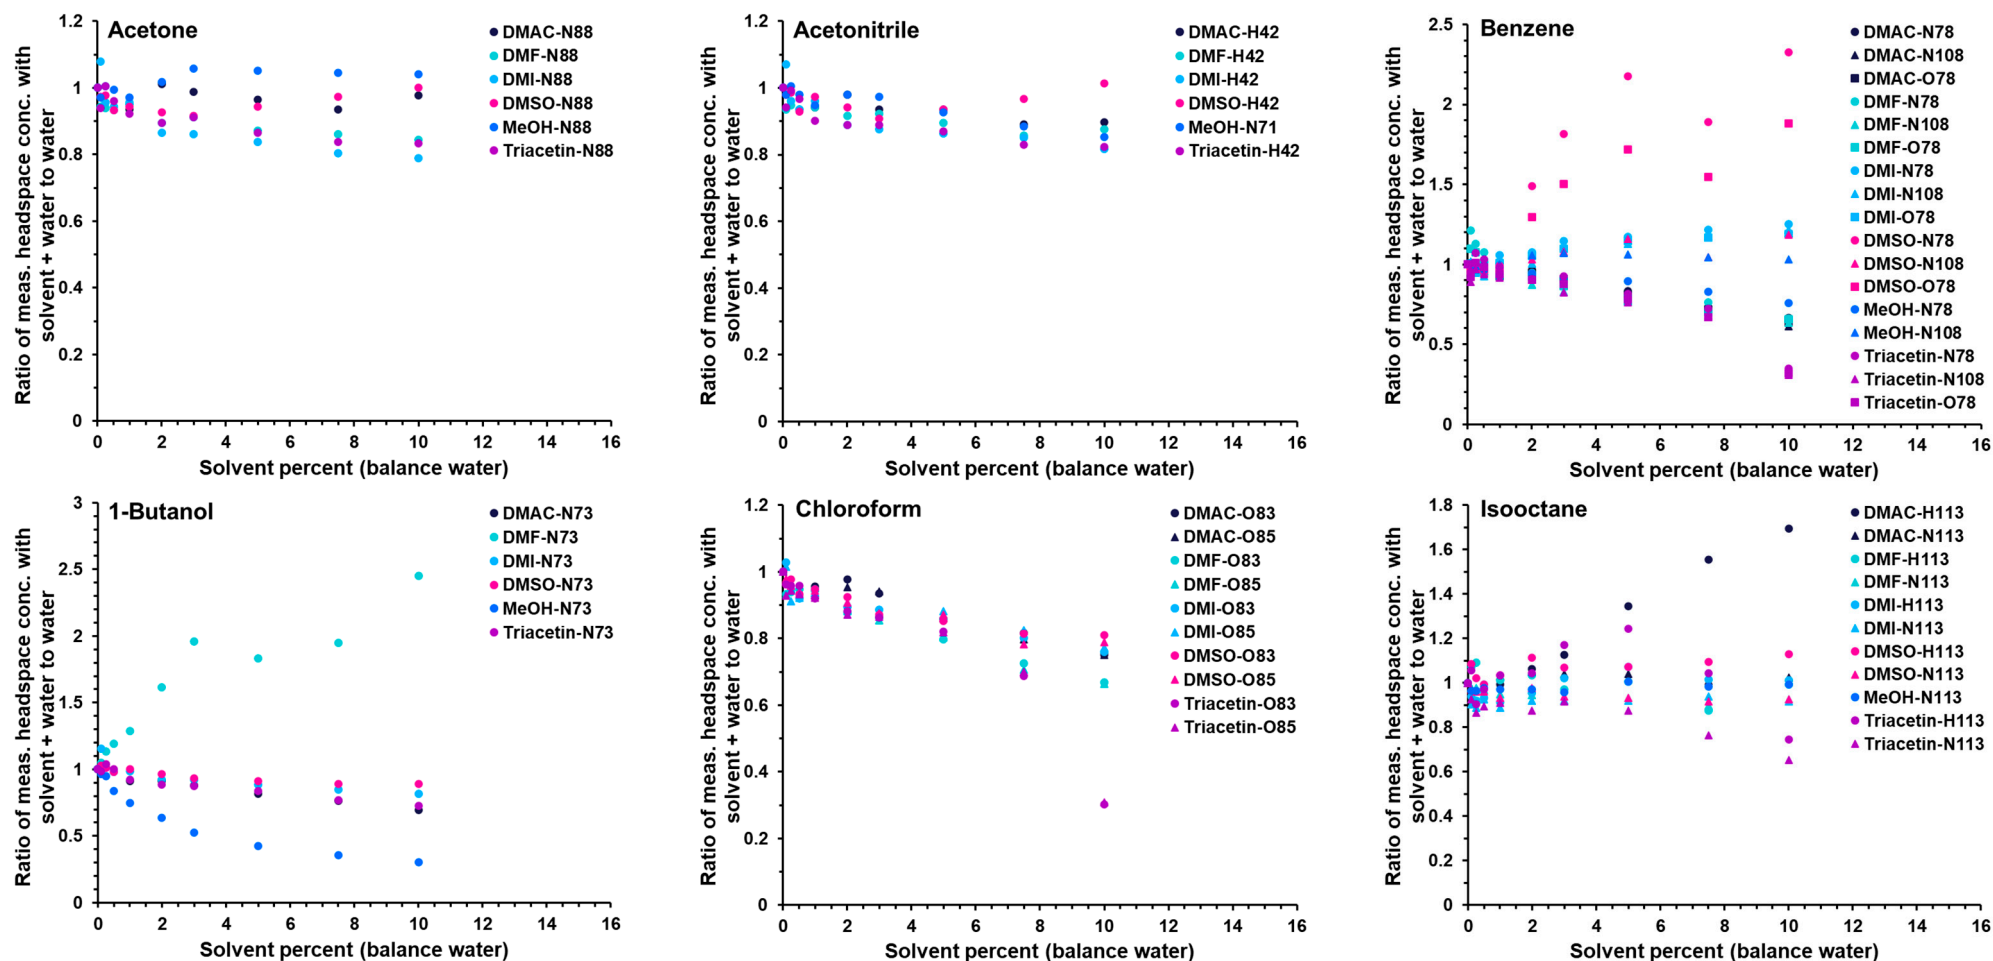 Acetone
Ratio of meas. headspace conc. with
solvent + water to water
1.2
1
0.8
0.6
0.4
0.2
0
0 2 4 6 8 10 12 14 16
Solvent percent (balance water)
DMAC-N88
DMF-N88
DMI-N88
DMSO-N88
MeOH-N88
Triacetin-N88
Acetonitrile
Ratio of meas. headspace conc. with
solvent + water to water
1.2
1
0.8
0.6
0.4
0.2
0
0 2 4 6 8 10 12 14 16
Solvent percent (balance water)
DMAC-H42
DMF-H42
DMI-H42
DMSO-H42
MeOH-N71
Triacetin-H42
Benzene
Ratio of meas. headspace conc. with
solvent + water to water
2.5
2
1.5
1
0.5
0
0 2 4 6 8 10 12 14 16
Solvent percent (balance water)
DMAC-N78
DMAC-N108
DMAC-O78
DMF-N78
DMF-N108
DMF-O78
DMI-N78
DMI-N108
DMI-O78
DMSO-N78
DMSO-N108
DMSO-O78
MeOH-N78
MeOH-N108
Triacetin-N78
Triacetin-N108
Triacetin-O78
1-Butanol
Ratio of meas. headspace conc. with
solvent + water to water
3
2.5
2
1.5
1
0.5
0
0 2 4 6 8 10 12 14 16
Solvent percent (balance water)
DMAC-N73
DMF-N73
DMI-N73
DMSO-N73
MeOH-N73
Triacetin-N73
Chloroform
Ratio of meas. headspace conc. with
solvent + water to water
1.2
1
0.8
0.6
0.4
0.2
0
0 2 4 6 8 10 12 14 16
Solvent percent (balance water)
DMAC-O83
DMAC-O85
DMF-O83
DMF-O85
DMI-O83
DMI-O85
DMSO-O83
DMSO-O85
Triacetin-O83
Triacetin-O85
Isooctane
Ratio of meas. headspace conc. with
solvent + water to water
1.8
1.6
1.4
1.2
1
0.8
0.6
0.4
0.2
0
0 2 4 6 8 10 12 14 16
Solvent percent (balance water)
DMAC-H113
DMAC-N113
DMF-H113
DMF-N113
DMI-H113
DMI-N113
DMSO-H113
DMSO-N113
MeOH-N113
Triacetin-H113
Triacetin-N113